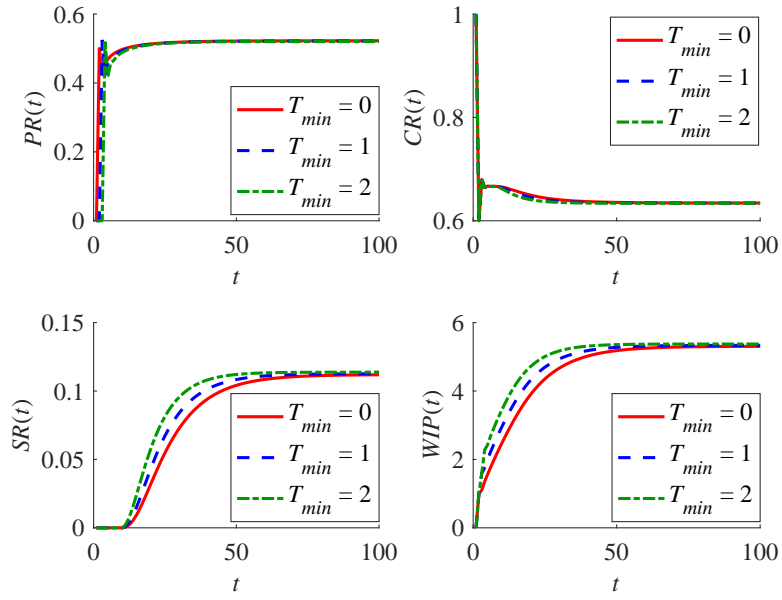 PR(t)
0.6
0.4
0.2
0
0
50
100
t
T_min = 0
T_min = 1
T_min = 2
CR(t)
1
0.8
0.6
0
50
100
t
T_min = 0
T_min = 1
T_min = 2
SR(t)
0.15
0.1
0.05
0
0
50
100
t
T_min = 0
T_min = 1
T_min = 2
WIP(t)
6
4
2
0
0
50
100
t
T_min = 0
T_min = 1
T_min = 2